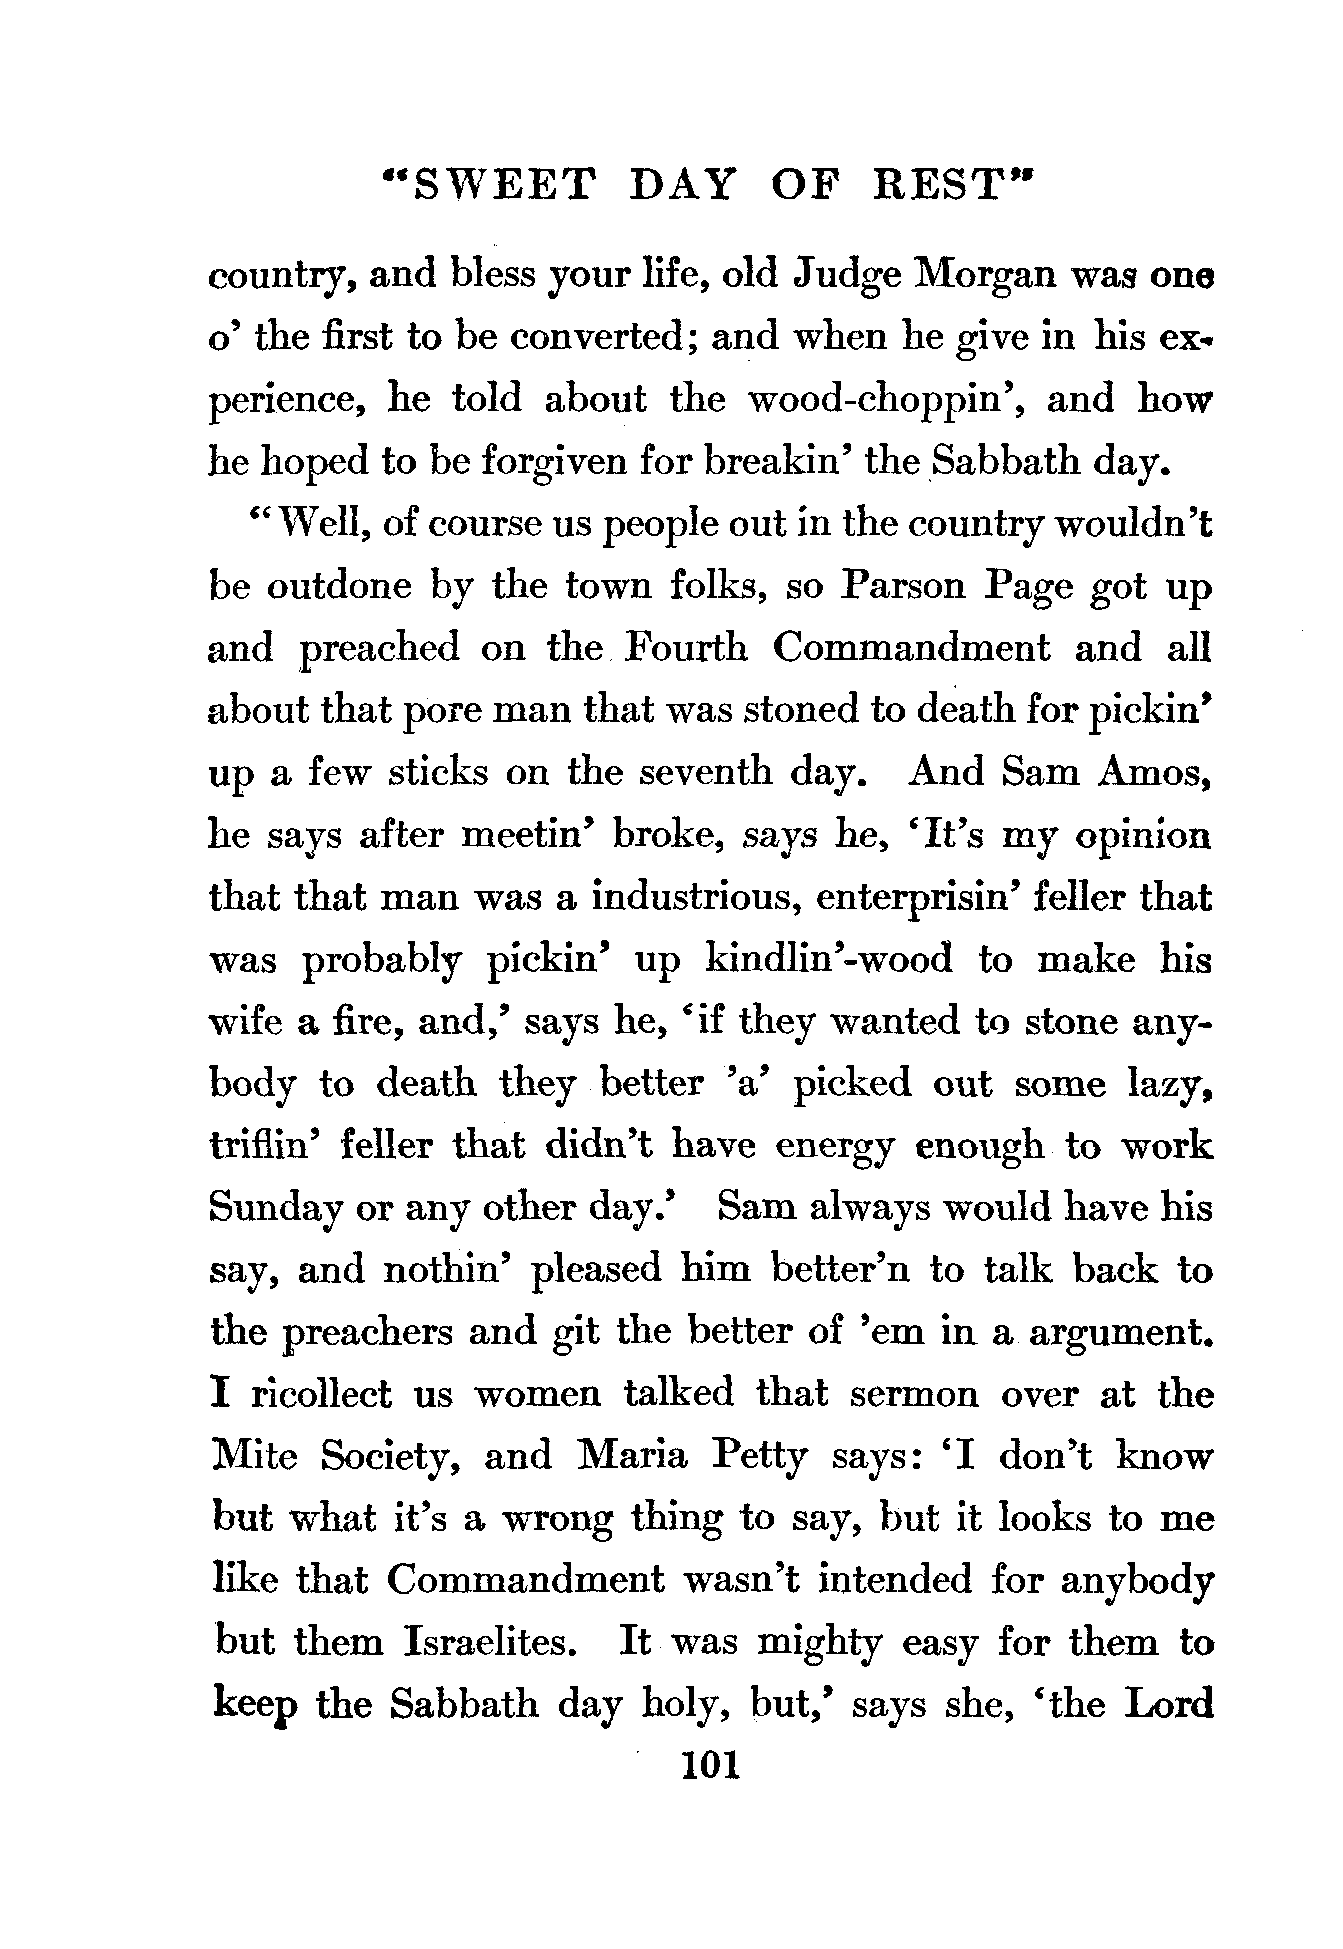 "SWEET DAY OF REST"
country, and bless your life, old Judge Morgan was one
o' the first to be converted; and when he give in his ex-
perience, he told about the wood-choppin', and how
he hoped to be forgiven for breakin' the Sabbath day.
"Well, of course us people out in the country wouldn't
be outdone by the town folks, so Parson Page got up
and preached on the Fourth Commandment and all
about that pore man that was stoned to death for pickin'
up a few sticks on the seventh day. And Sam Amos,
he says after meetin' broke, says he, 'It's my opinion
that that man was a industrious, enterprisin' feller that
was probably pickin' up kindlin'-wood to make his
wife a fire, and,' says he, 'if they wanted to stone any-
body to death they better 'a' picked out some lazy,
triflin' feller that didn't have energy enough to work
Sunday or any other day.' Sam always would have his
say, and nothin' pleased him better'n to talk back to
the preachers and git the better of 'em in a argument.
I ricollect us women talked that sermon over at the
Mite Society, and Maria Petty says: 'I don't know
but what it's a wrong thing to say, but it looks to me
like that Commandment wasn't intended for anybody
but them Israelites. It was mighty easy for them to
keep the Sabbath day holy, but,' says she, 'the Lord
101